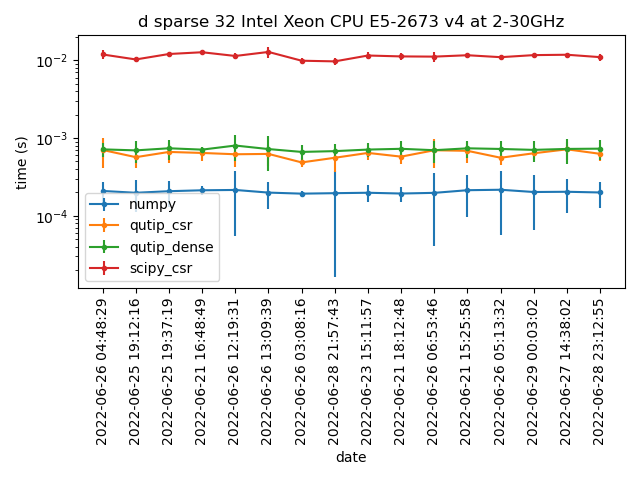 d sparse 32 Intel Xeon CPU E5-2673 v4 at 2-30GHz
time (s)
10⁻²
10⁻³
10⁻⁴
numpy
qutip_csr
qutip_dense
scipy_csr
2022-06-26 04:48:29
2022-06-25 19:12:16
2022-06-25 19:37:19
2022-06-21 16:48:49
2022-06-26 12:19:31
2022-06-26 13:09:39
2022-06-26 03:08:16
2022-06-28 21:57:43
2022-06-23 15:11:57
2022-06-21 18:12:48
2022-06-26 06:53:46
2022-06-21 15:25:58
2022-06-26 05:13:32
2022-06-29 00:03:02
2022-06-27 14:38:02
2022-06-28 23:12:55
date